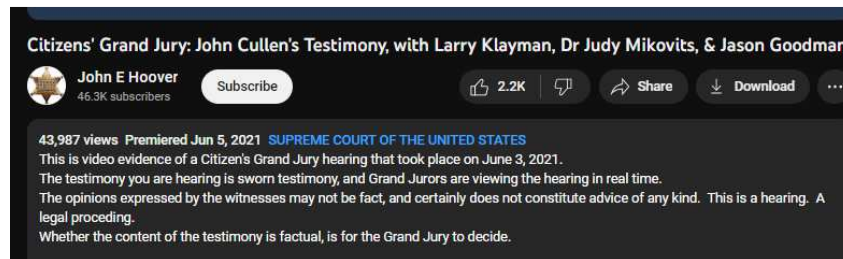 Citizens' Grand Jury: John Cullen's Testimony, with Larry Klayman, Dr Judy Mikovits, & Jason Goodman
John E Hoover
46.3K subscribers
Subscribe
2.2K
Share
Download
43,987 views Premiered Jun 5, 2021 SUPREME COURT OF THE UNITED STATES
This is video evidence of a Citizen's Grand Jury hearing that took place on June 3, 2021.
The testimony you are hearing is sworn testimony, and Grand Jurors are viewing the hearing in real time.
The opinions expressed by the witnesses may not be fact, and certainly does not constitute advice of any kind. This is a hearing. A
legal proceding.
Whether the content of the testimony is factual, is for the Grand Jury to decide.